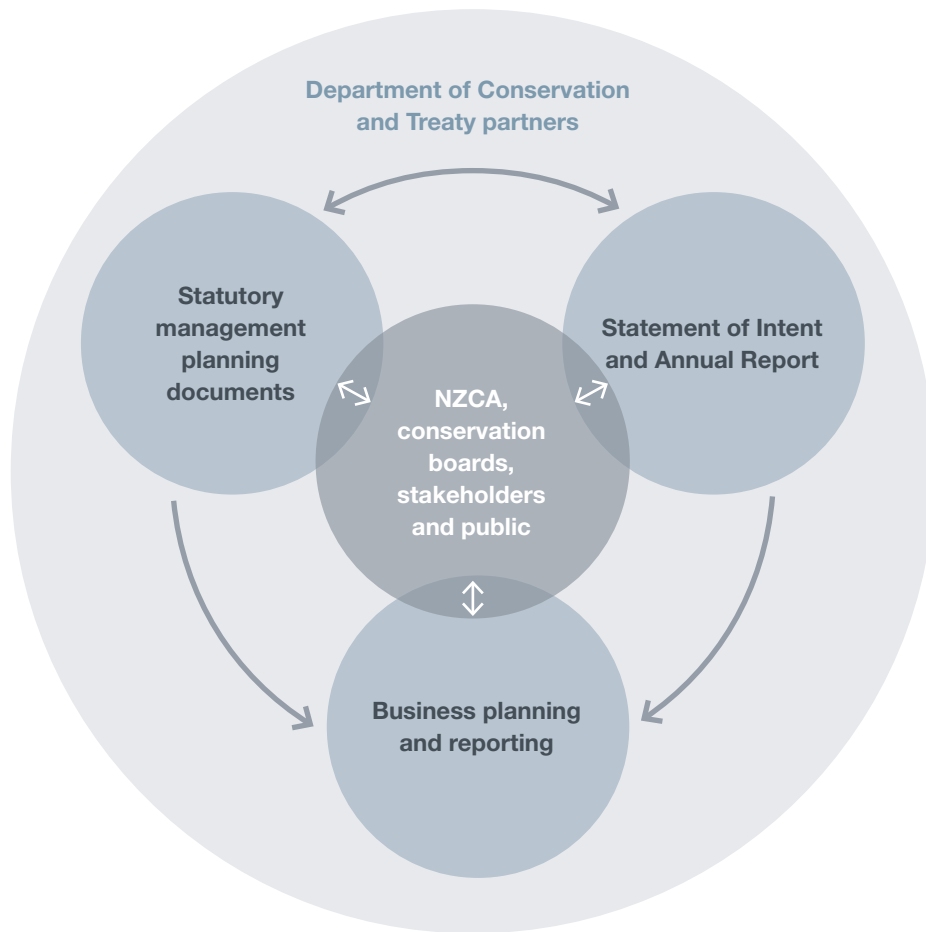 Department of Conservation
and Treaty partners
Statutory
management
planning
documents
Statement of Intent
and Annual Report
NZCA,
conservation
boards,
stakeholders
and public
Business planning
and reporting